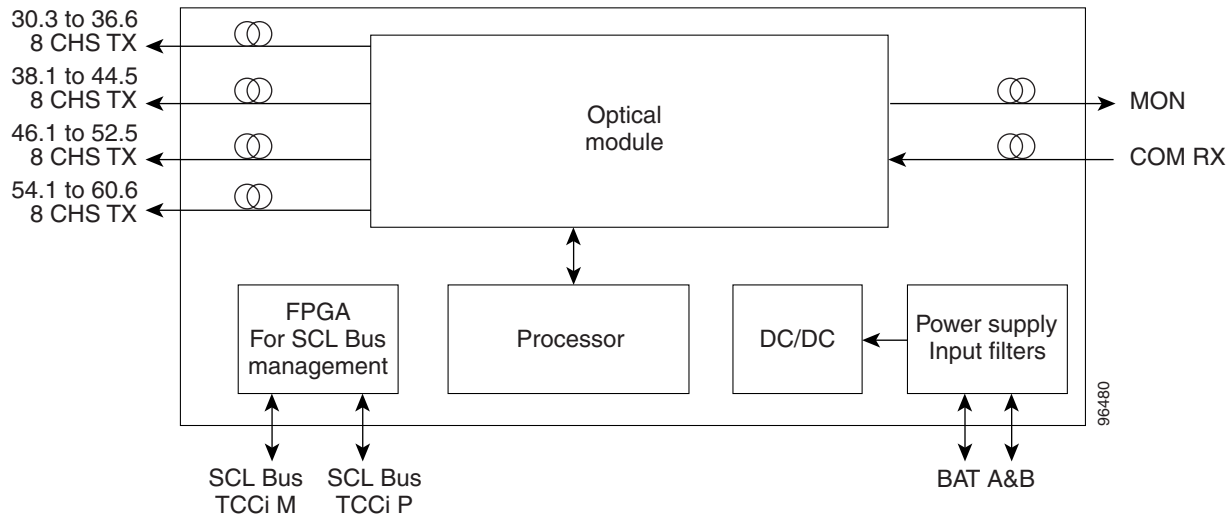 30.3 to 36.6
8 CHS TX
38.1 to 44.5
8 CHS TX
46.1 to 52.5
8 CHS TX
54.1 to 60.6
8 CHS TX
Optical
module
MON
COM RX
FPGA
For SCL Bus
management
Processor
DC/DC
Power supply
Input filters
96480
SCL Bus
TCCi M
SCL Bus
TCCi P
BAT A&B